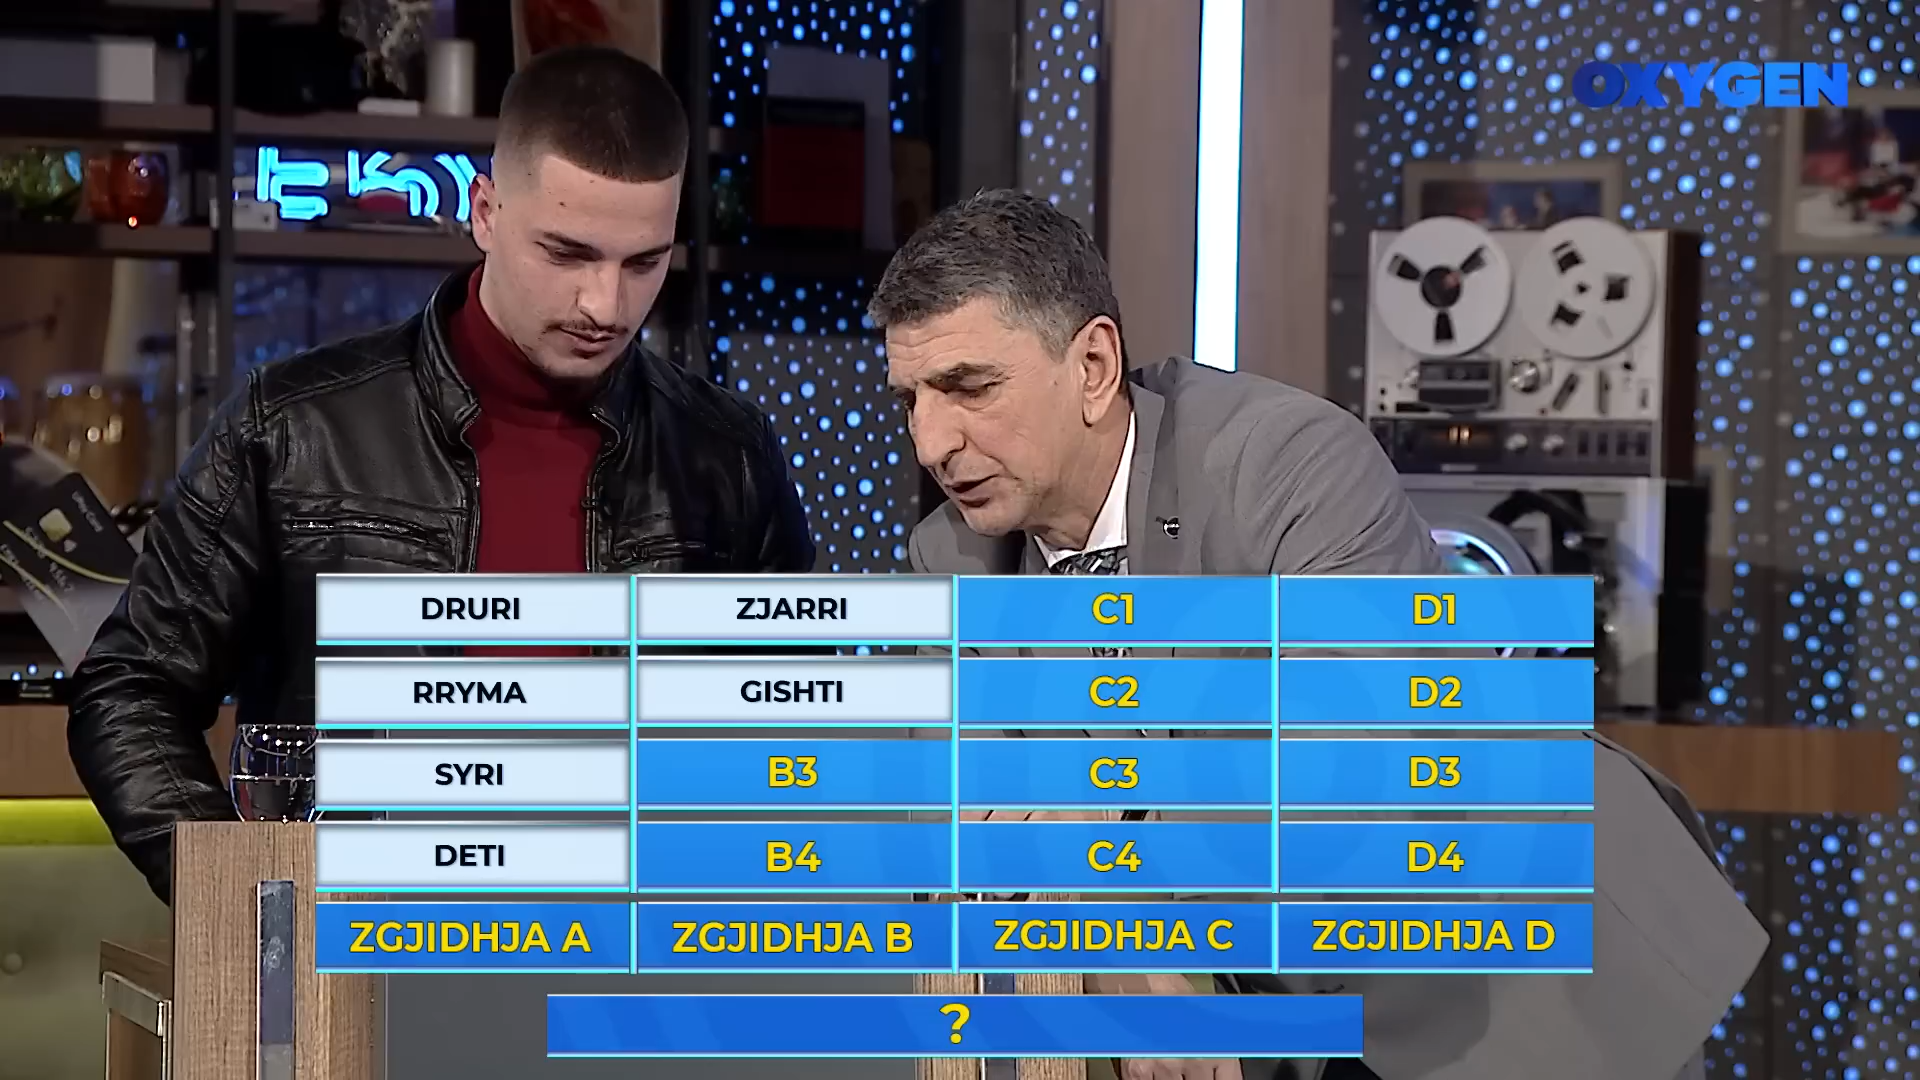 OXYGEN
DRURI ZJARRI C1 D1
RRYMA GISHTI C2 D2
SYRI B3 C3 D3
DETI B4 C4 D4
ZGJIDHJA A ZGJIDHJA B ZGJIDHJA C ZGJIDHJA D
?